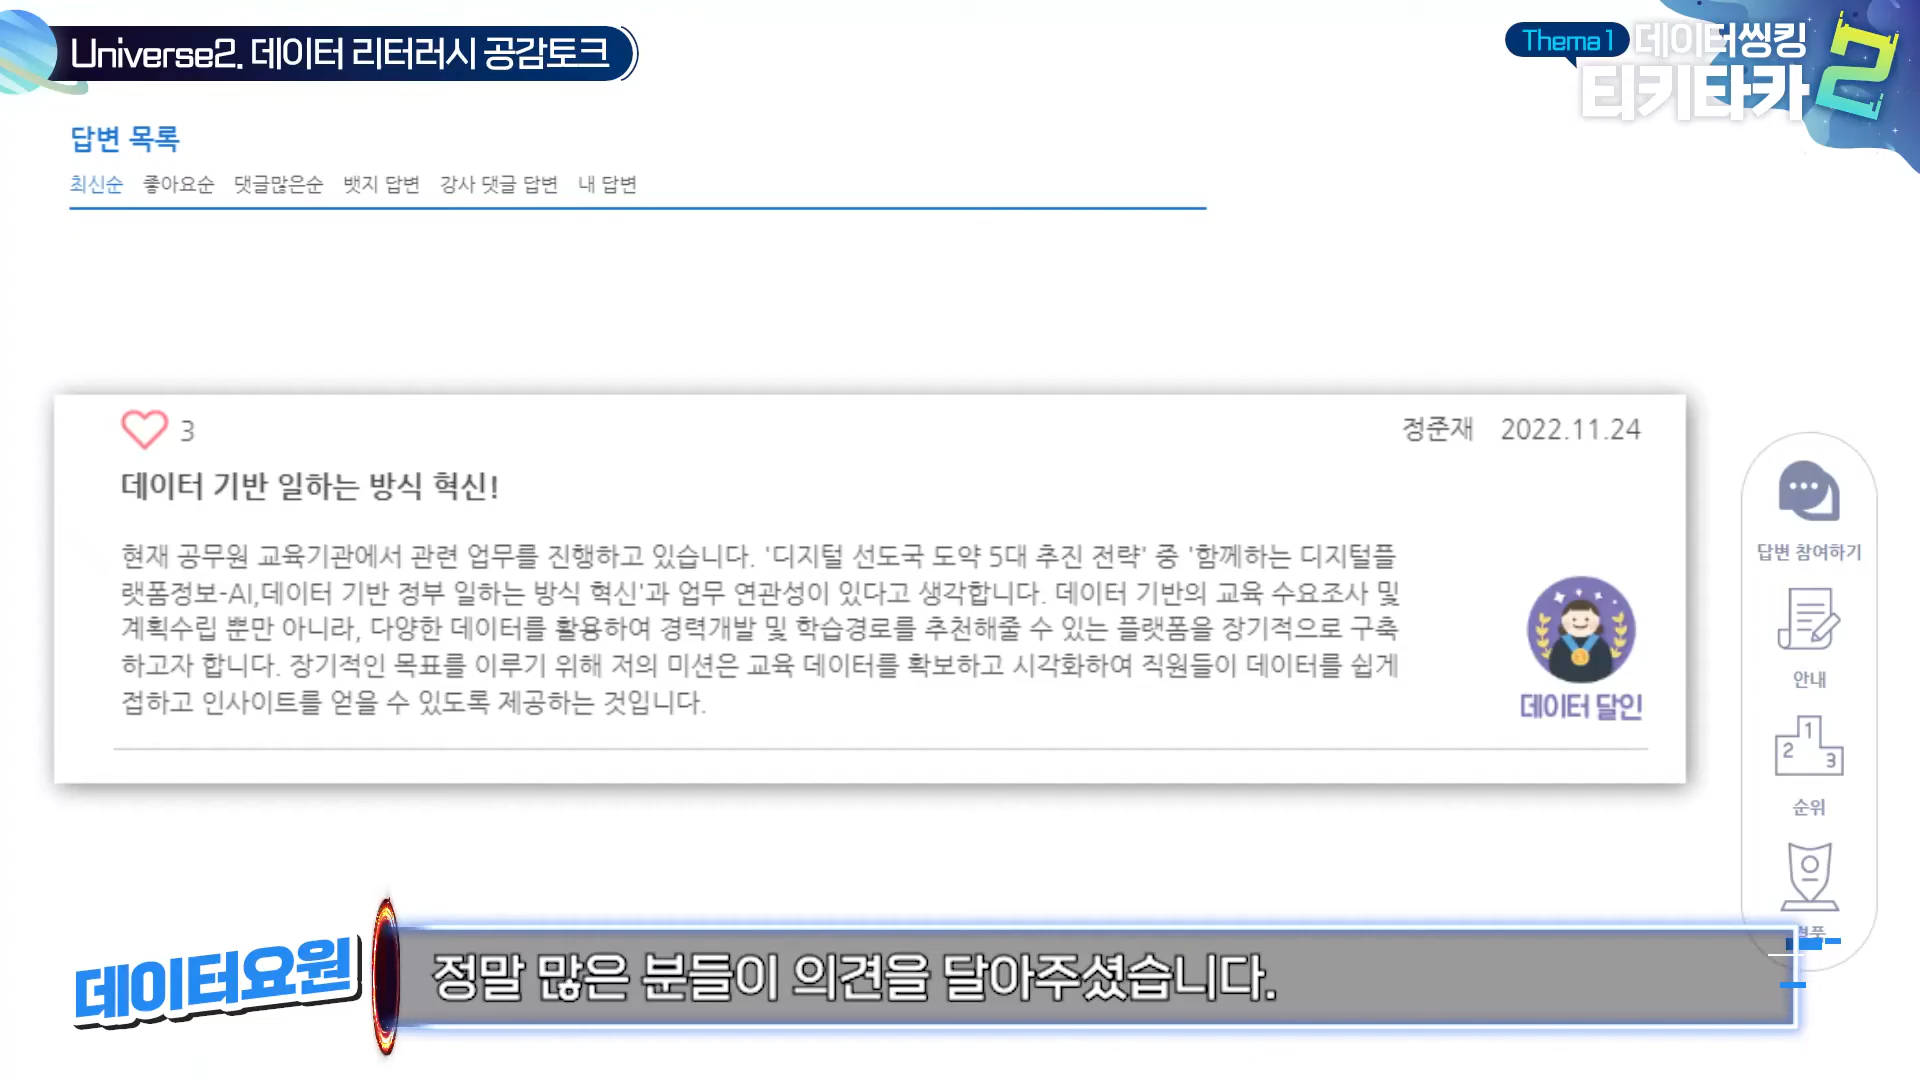 Universe2. 데이터 리터러시 공감토크
Thema 1
데이터씽킹
티키타카
2
답변 목록
최신순 좋아요순 댓글많은순 뱃지 답변 강사 댓글 답변 내 답변
3
정준재 2022.11.24
데이터 기반 일하는 방식 혁신!
현재 공무원 교육기관에서 관련 업무를 진행하고 있습니다. '디지털 선도국 도약 5대 추진 전략' 중 '함께하는 디지털플
랫폼정보-AI,데이터 기반 정부 일하는 방식 혁신'과 업무 연관성이 있다고 생각합니다. 데이터 기반의 교육 수요조사 및
계획수립 뿐만 아니라, 다양한 데이터를 활용하여 경력개발 및 학습경로를 추천해줄 수 있는 플랫폼을 장기적으로 구축
하고자 합니다. 장기적인 목표를 이루기 위해 저의 미션은 교육 데이터를 확보하고 시각화하여 직원들이 데이터를 쉽게
접하고 인사이트를 얻을 수 있도록 제공하는 것입니다.
데이터 달인
답변 참여하기
안내
1
2
3
순위
데이터요원
정말 많은 분들이 의견을 달아주셨습니다.